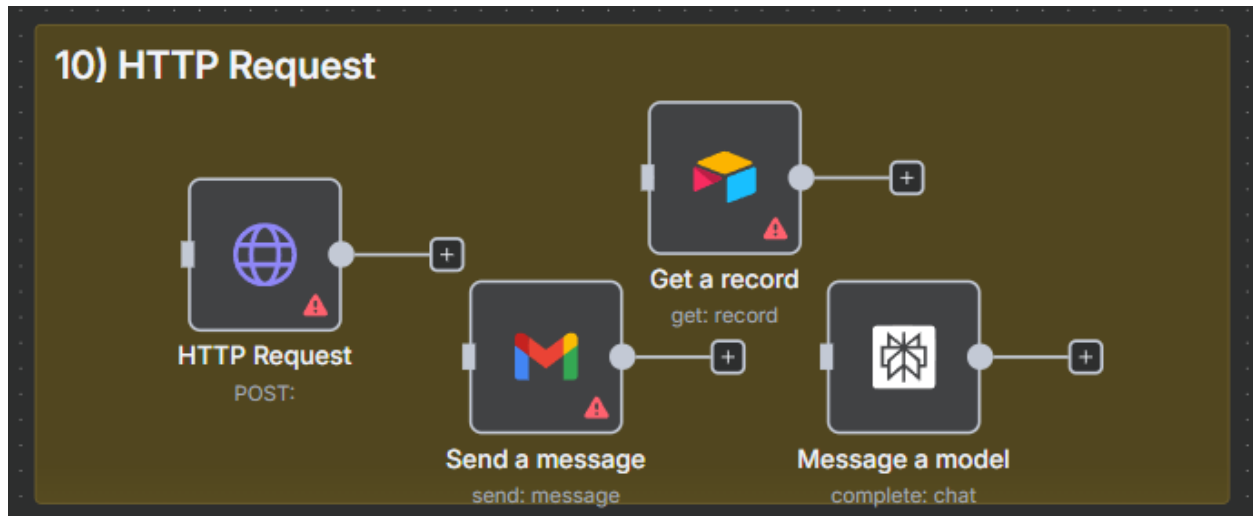 10) HTTP Request
Get a record
get: record
HTTP Request
POST:
Send a message
send: message
Message a model
complete: chat